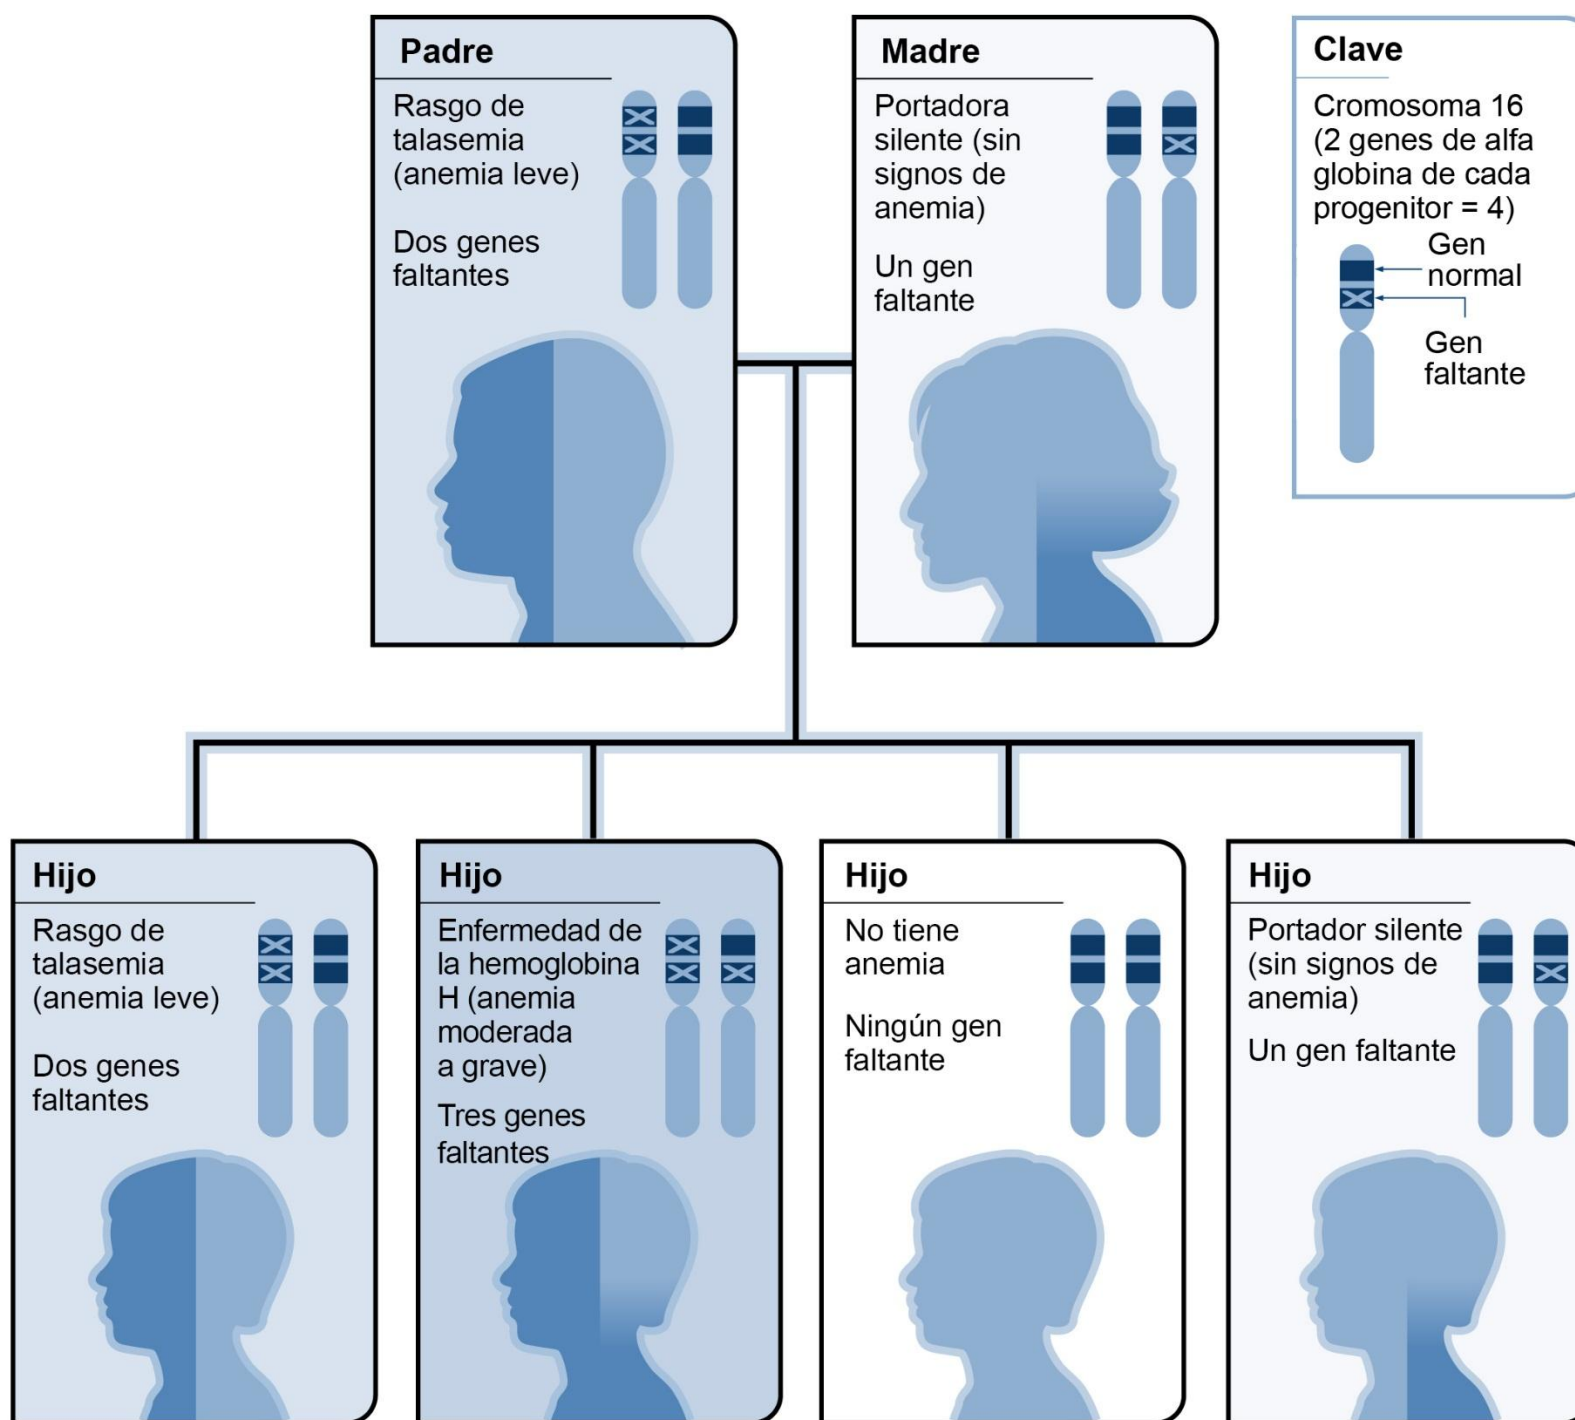 Padre
Rasgo de
talasemia
(anemia leve)
Dos genes
faltantes
Madre
Portadora
silente (sin
signos de
anemia)
Un gen
faltante
Clave
Cromosoma 16
(2 genes de alfa
globina de cada
progenitor = 4)
Gen
normal
Gen
faltante
Hijo
Rasgo de
talasemia
(anemia leve)
Dos genes
faltantes
Hijo
Enfermedad de
la hemoglobina
H (anemia
moderada
a grave)
Tres genes
faltantes
Hijo
No tiene
anemia
Ningún gen
faltante
Hijo
Portador silente
(sin signos de
anemia)
Un gen faltante